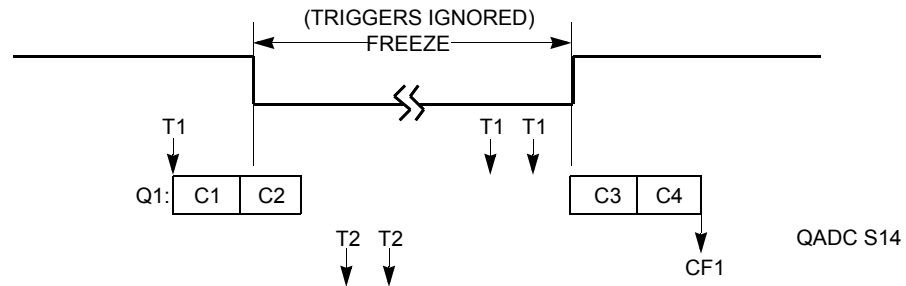 (TRIGGERS IGNORED)
FREEZE
T1
T1 T1
Q1: C1 C2
C3 C4
T2 T2
QADC S14
CF1